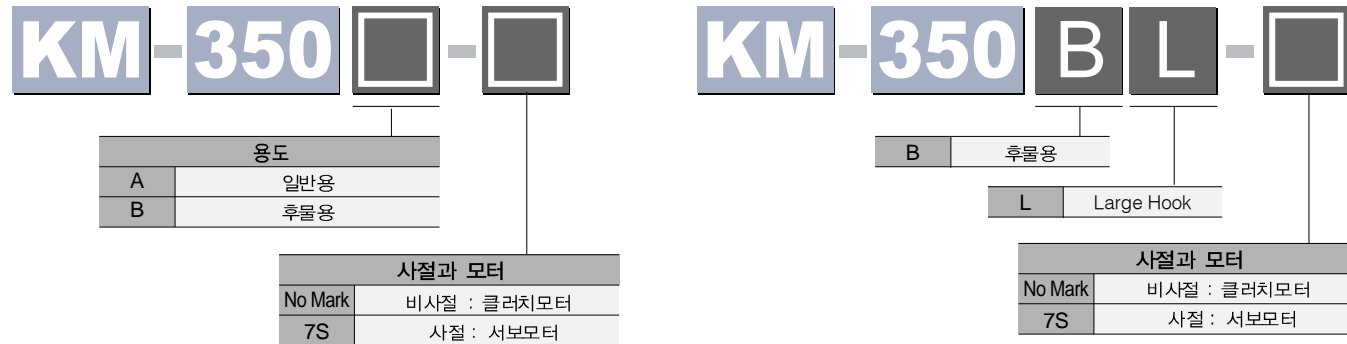 KM-350□-□
용도
A 일반용
B 후물용
사절과 모터
No Mark 비사절 : 클러치모터
7S 사절 : 서보모터
KM-350BL-□
B 후물용
L Large Hook
사절과 모터
No Mark 비사절 : 클러치모터
7S 사절 : 서보모터